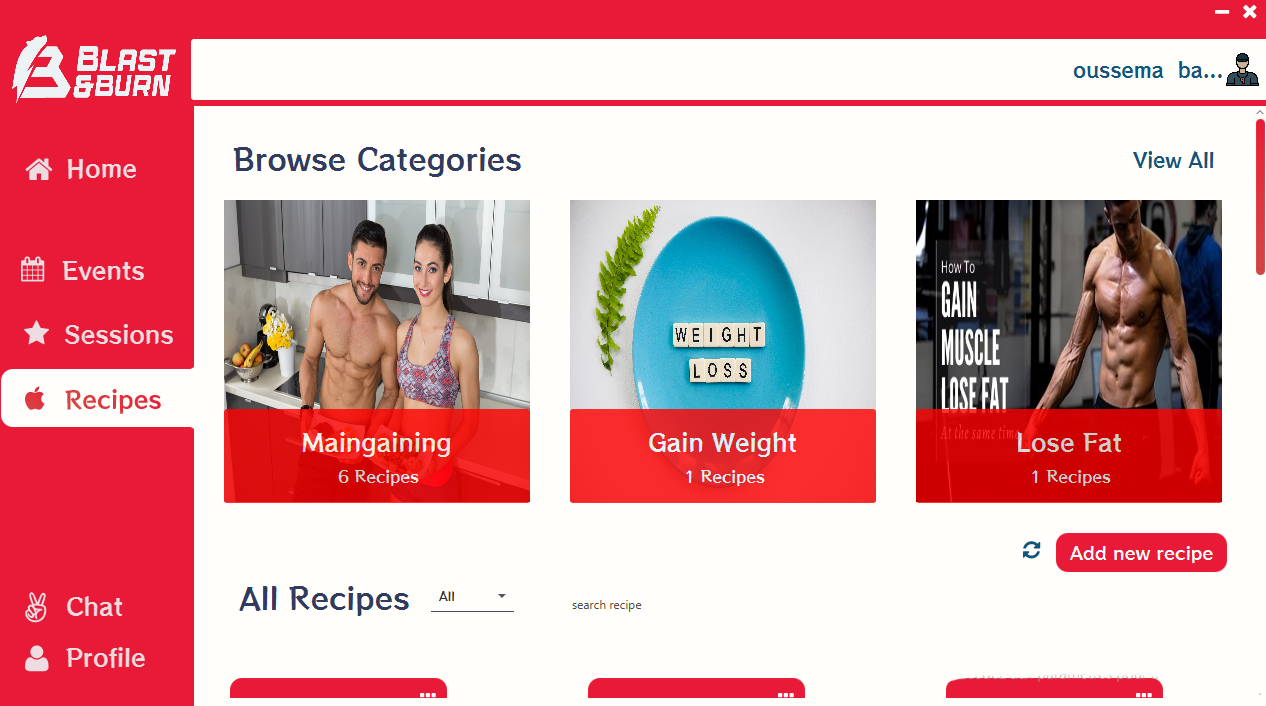 BLAST
&BURN
oussema ba...
Home
Events
Sessions
Recipes
Chat
Profile
Browse Categories
View All
Maingaining
6 Recipes
WEIGHT
LOSS
Gain Weight
1 Recipes
How To
GAIN
MUSCLE
LOSE FAT
At the same time
Lose Fat
1 Recipes
Add new recipe
All Recipes
All
search recipe